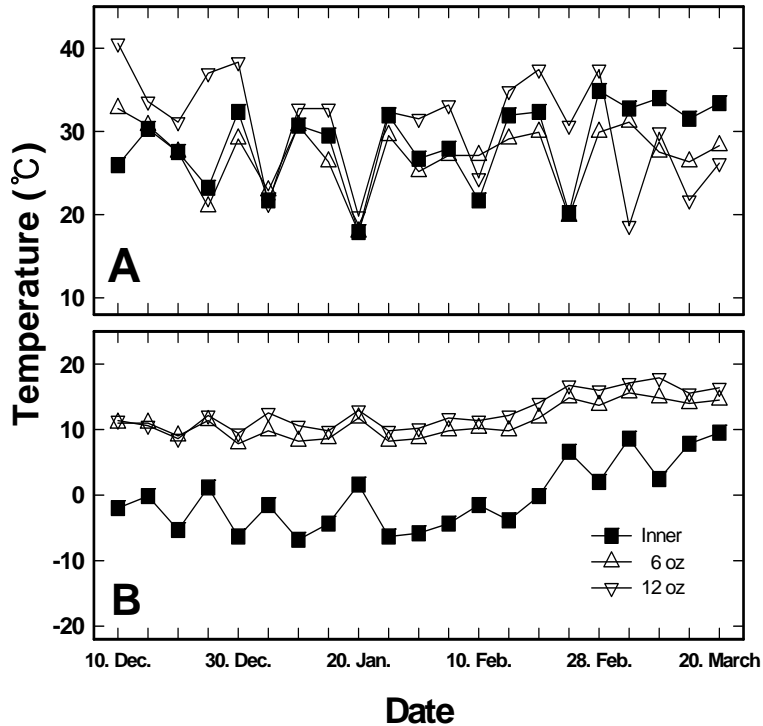 40
30
20
10
A
Temperature (℃)
20
10
0
-10
-20
B
Inner
6 oz
12 oz
10. Dec.
30. Dec.
20. Jan.
10. Feb.
28. Feb.
20. March
Date